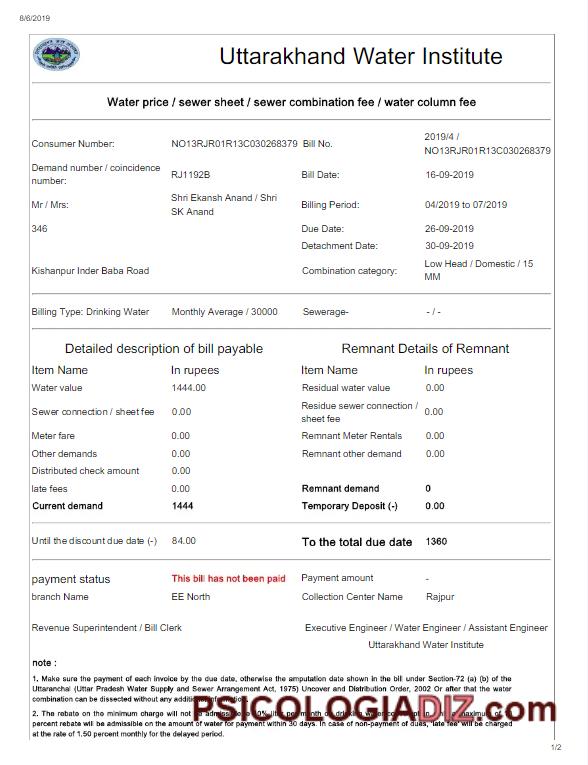 8/6/2019
Uttarakhand Water Institute
Water price / sewer sheet / sewer combination fee / water column fee
Consumer Number: NO13RJR01R13C030268379 Bill No. 2019/4 /
NO13RJR01R13C030268379
Demand number / coincidence
number: RJ1192B Bill Date: 16-09-2019
Mr / Mrs: Shri Ekansh Anand / Shri
SK Anand Billing Period: 04/2019 to 07/2019
346 Due Date: 26-09-2019
Detachment Date: 30-09-2019
Kishanpur Inder Baba Road Combination category: Low Head / Domestic / 15
MM
Billing Type: Drinking Water Monthly Average / 30000 Sewerage- - / -
Detailed description of bill payable Remnant Details of Remnant
Item Name In rupees Item Name In rupees
Water value 1444.00 Residual water value 0.00
Sewer connection / sheet fee 0.00 Residue sewer connection /
sheet fee 0.00
Meter fare 0.00 Remnant Meter Rentals 0.00
Other demands 0.00 Remnant other demand 0.00
Distributed check amount 0.00
late fees 0.00 Remnant demand 0
Current demand 1444 Temporary Deposit (-) 0.00
Until the discount due date (-) 84.00 To the total due date 1360
payment status This bill has not been paid Payment amount -
branch Name EE North Collection Center Name Rajpur
Revenue Superintendent / Bill Clerk Executive Engineer / Water Engineer / Assistant Engineer
Uttarakhand Water Institute
note :
1. Make sure the payment of each invoice by the due date, otherwise the amputation date shown in the bill under Section-72 (a) (b) of the
Uttaranchal (Uttar Pradesh Water Supply and Sewer Arrangement Act, 1975) Uncover and Distribution Order, 2002 Or after that the water
combination can be dissected without any additional information.
PSICOLOGIADIZ.com
2. The rebate on the minimum charge will not
percent rebate will be admissible on the amount of water for payment within 30 days. In case of non-payment of dues, 'late fee' will be charged
at the rate of 1.50 percent monthly for the delayed period.
1/2